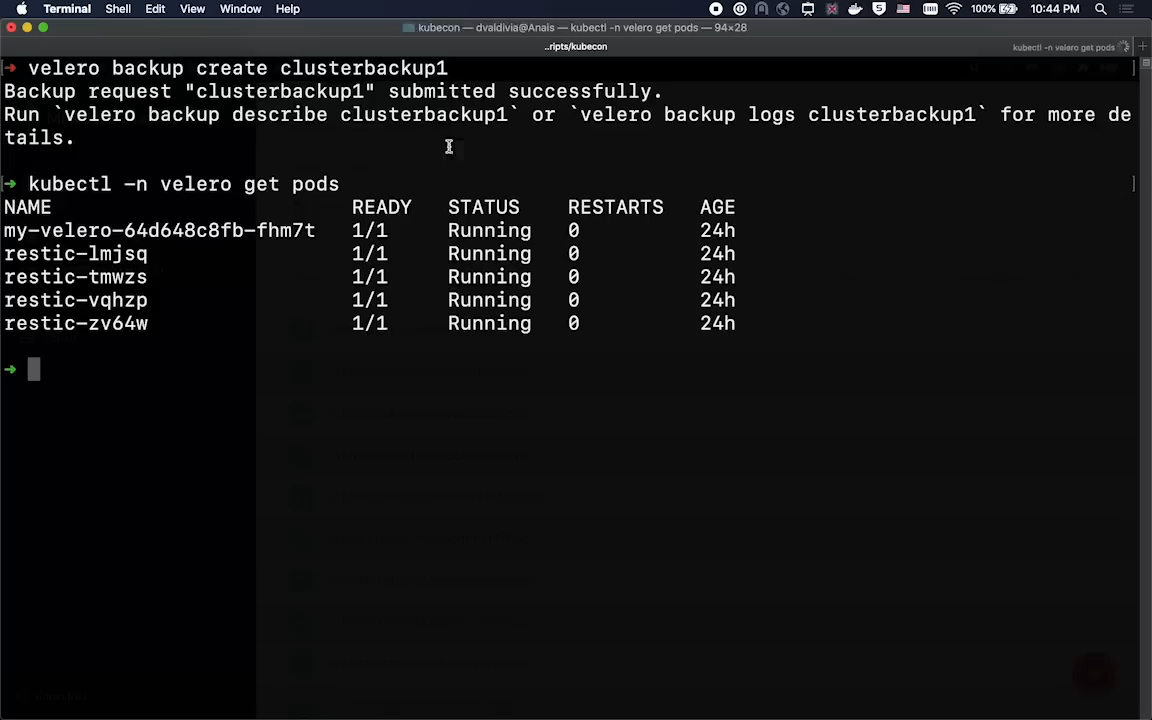 Terminal Shell Edit View Window Help 100% 10:44 PM
kubecon — dvaldivia@Anais — kubectl -n velero get pods — 94×28
..ripts/kubecon kubectl -n velero get pods
➜ velero backup create clusterbackup1
Backup request "clusterbackup1" submitted successfully.
Run `velero backup describe clusterbackup1` or `velero backup logs clusterbackup1` for more de
tails.
➜ kubectl -n velero get pods
NAME READY STATUS RESTARTS AGE
my-velero-64d648c8fb-fhm7t 1/1 Running 0 24h
restic-lmjsq 1/1 Running 0 24h
restic-tmwzs 1/1 Running 0 24h
restic-vqhzp 1/1 Running 0 24h
restic-zv64w 1/1 Running 0 24h
➜